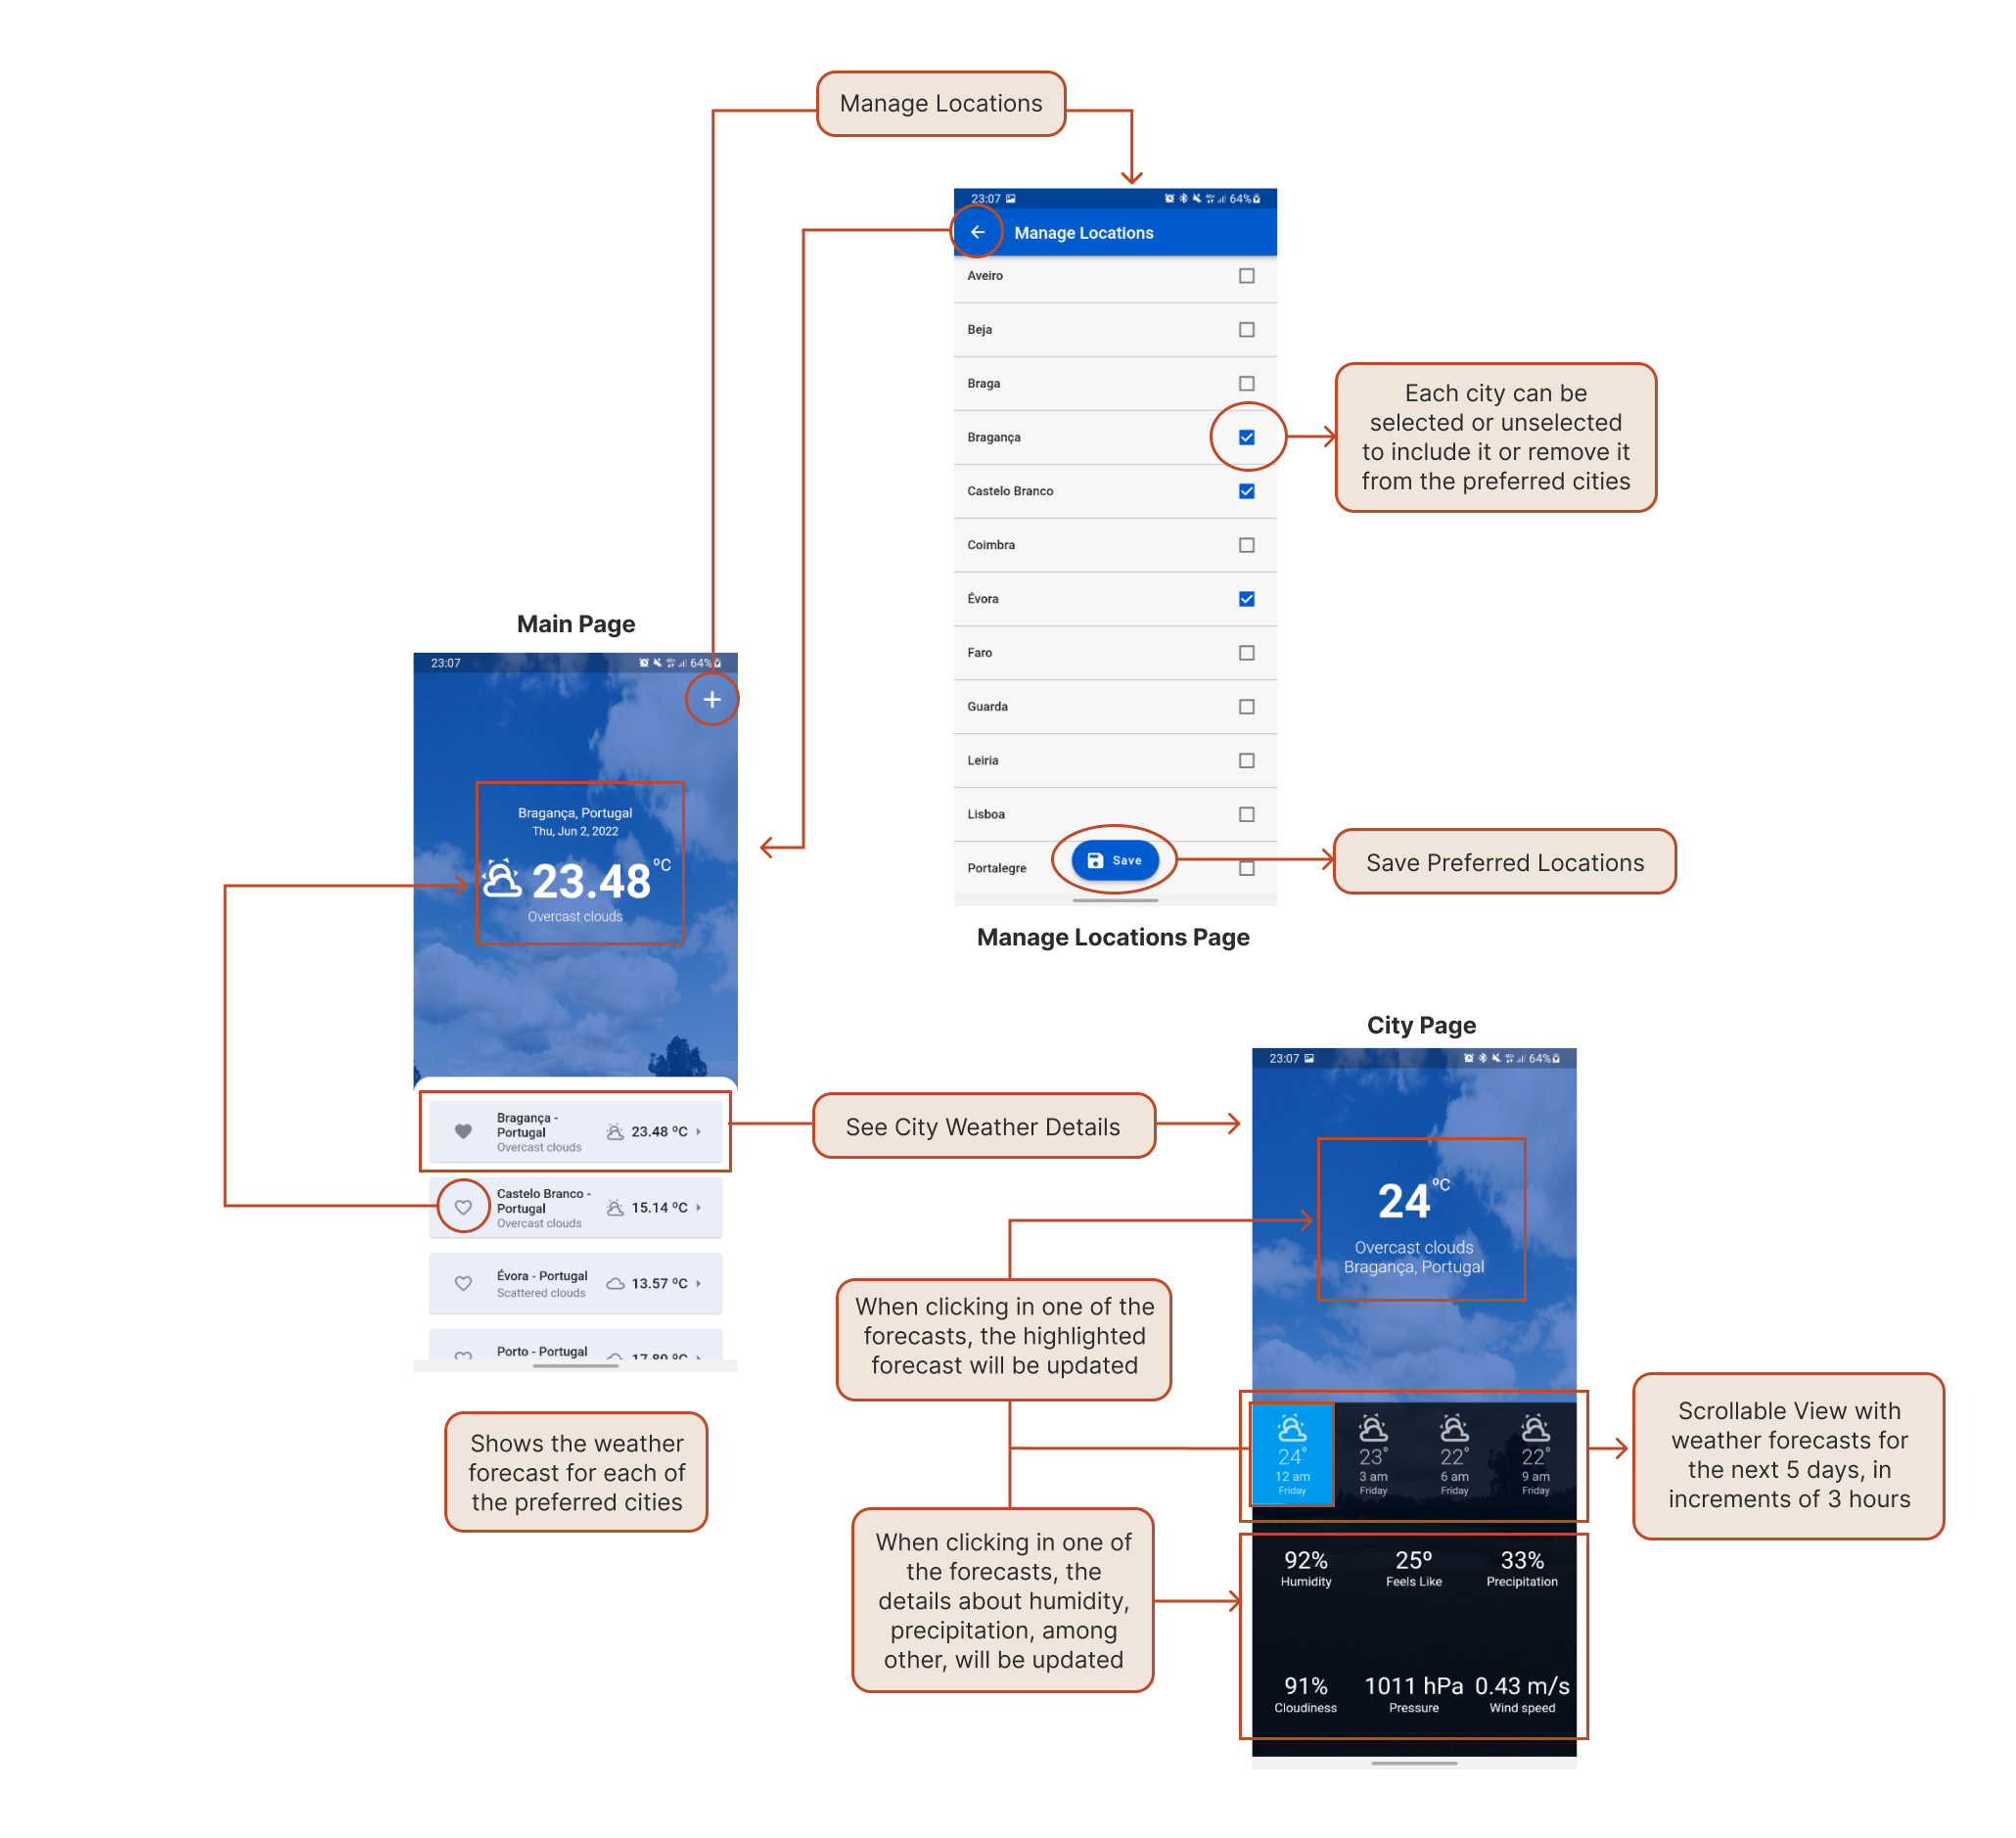 Manage Locations
23:07
64%
Manage Locations
Aveiro
Beja
Braga
Bragança
Castelo Branco
Coimbra
Évora
Faro
Guarda
Leiria
Lisboa
Portalegre
Save
Manage Locations Page
Each city can be
selected or unselected
to include it or remove it
from the preferred cities
Save Preferred Locations
Main Page
23:07
64%
+
Bragança, Portugal
Thu, Jun 2, 2022
23.48 ºC
Overcast clouds
Bragança -
Portugal
Overcast clouds
23.48 ºC
Castelo Branco -
Portugal
Overcast clouds
15.14 ºC
Évora - Portugal
Scattered clouds
13.57 ºC
Porto - Portugal
17.89 ºC
Shows the weather
forecast for each of
the preferred cities
See City Weather Details
City Page
23:07
64%
24 ºC
Overcast clouds
Bragança, Portugal
When clicking in one of the
forecasts, the highlighted
forecast will be updated
24° 23° 22° 22°
12 am 3 am 6 am 9 am
Friday Friday Friday Friday
Scrollable View with
weather forecasts for
the next 5 days, in
increments of 3 hours
When clicking in one of
the forecasts, the
details about humidity,
precipitation, among
other, will be updated
92% 25º 33%
Humidity Feels Like Precipitation
91% 1011 hPa 0.43 m/s
Cloudiness Pressure Wind speed